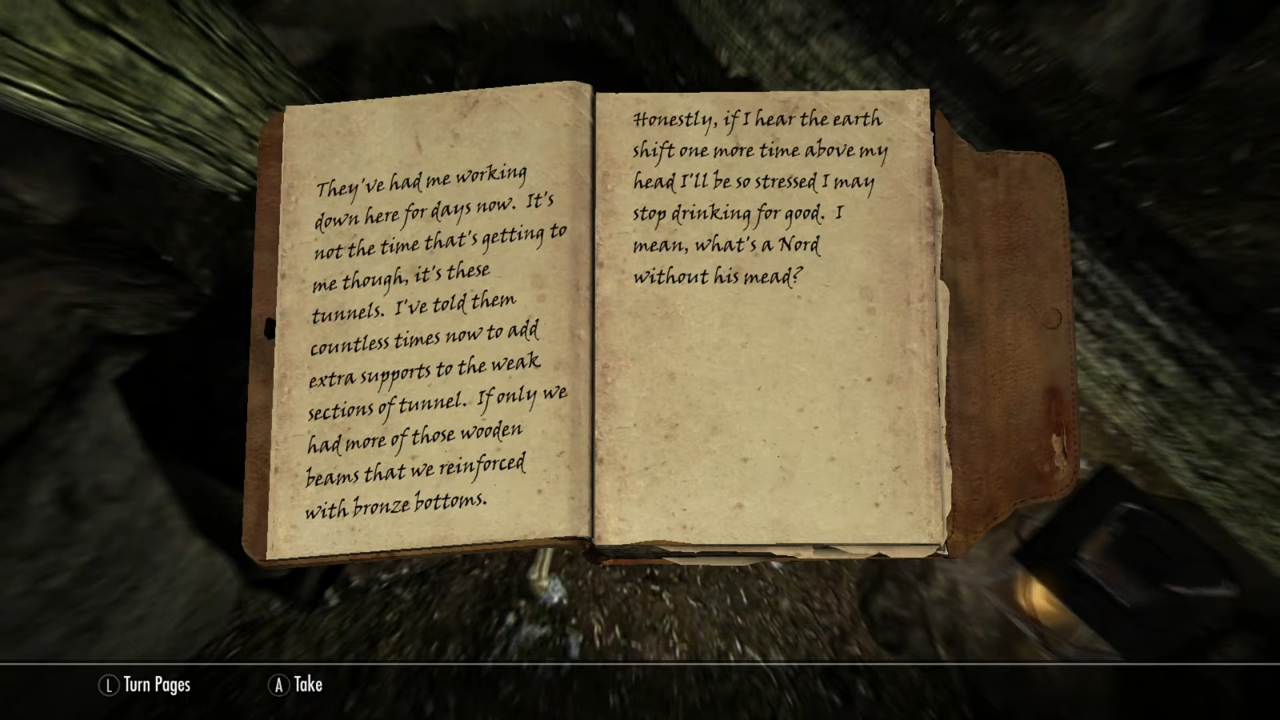 They've had me working
down here for days now. It's
not the time that's getting to
me though, it's these
tunnels. I've told them
countless times now to add
extra supports to the weak
sections of tunnel. If only we
had more of those wooden
beams that we reinforced
with bronze bottoms.
Honestly, if I hear the earth
shift one more time above my
head I'll be so stressed I may
stop drinking for good. I
mean, what's a Nord
without his mead?
L Turn Pages
A Take